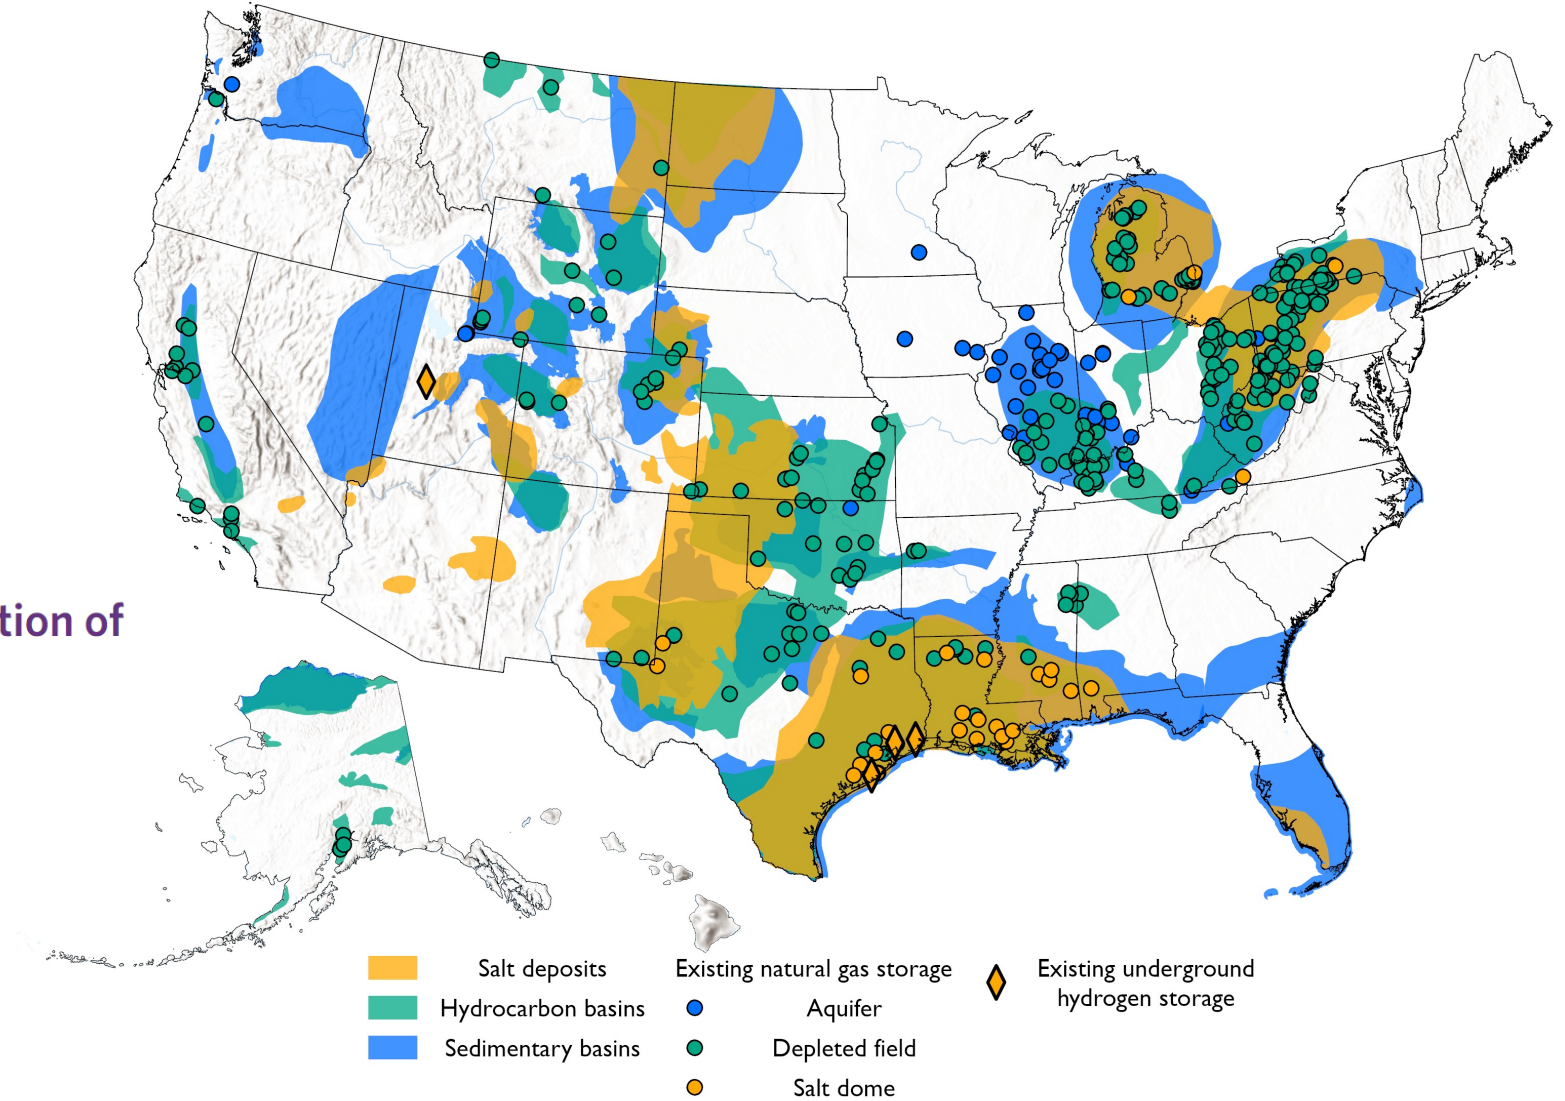 tion of
Salt deposits
Hydrocarbon basins
Sedimentary basins
Existing natural gas storage
Aquifer
Depleted field
Salt dome
Existing underground
hydrogen storage